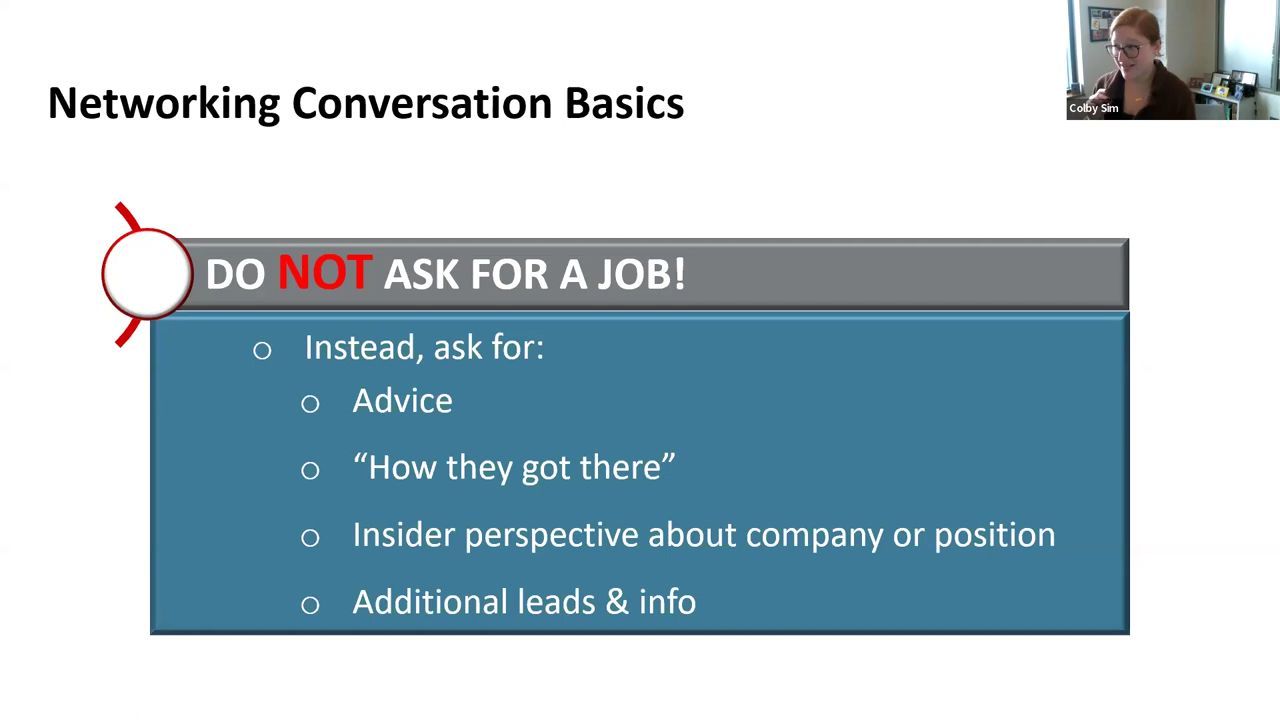 Networking Conversation Basics
Colby Sim
DO NOT ASK FOR A JOB!
o Instead, ask for:
o Advice
o “How they got there”
o Insider perspective about company or position
o Additional leads & info